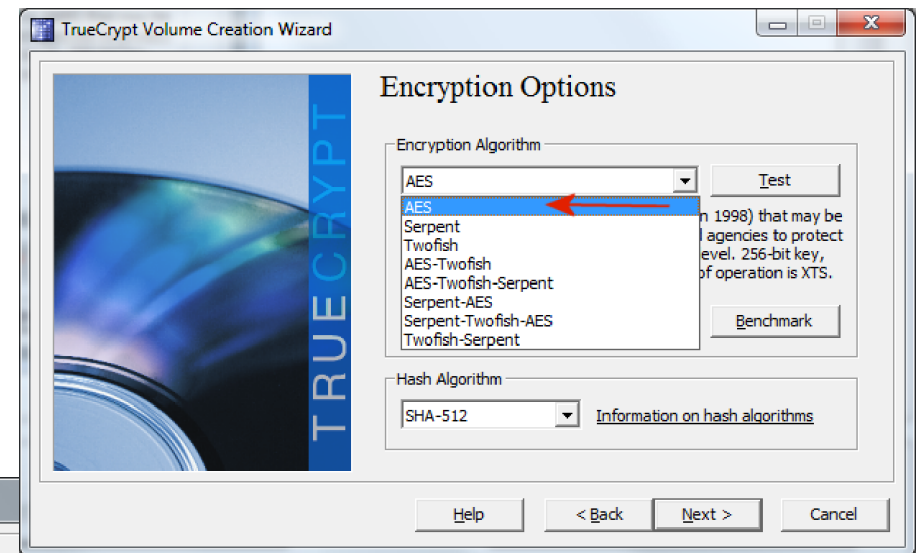 TrueCrypt Volume Creation Wizard
TRUECRYPT
Encryption Options
Encryption Algorithm
AES
Test
AES
Serpent
Twofish
AES-Twofish
AES-Twofish-Serpent
Serpent-AES
Serpent-Twofish-AES
Twofish-Serpent
n 1998) that may be
l agencies to protect
level. 256-bit key,
of operation is XTS.
Benchmark
Hash Algorithm
SHA-512
Information on hash algorithms
Help
< Back
Next >
Cancel